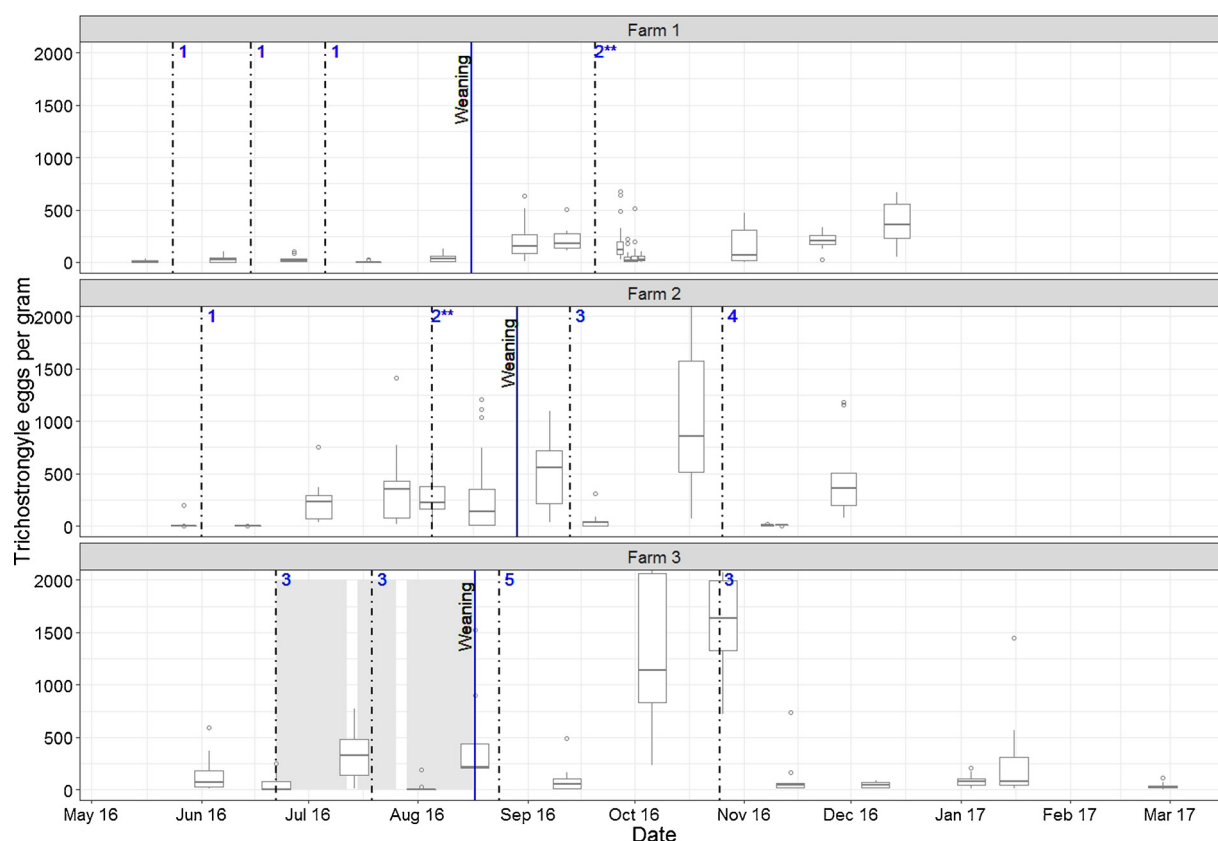 Farm 1
1 1 1 2**
Weaning
2000
1500
1000
500
0
Farm 2
1 2** 3 4
Weaning
2000
1500
1000
500
0
Farm 3
3 3 5 3
Weaning
2000
1500
1000
500
0
Trichostrongyle eggs per gram
May 16 Jun 16 Jul 16 Aug 16 Sep 16 Oct 16 Nov 16 Dec 16 Jan 17 Feb 17 Mar 17
Date